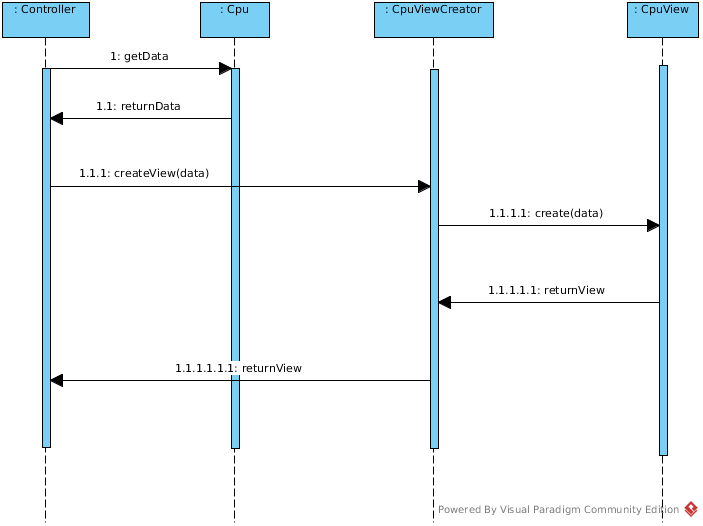 : Controller
: Cpu
: CpuViewCreator
: CpuView
1: getData
1.1: returnData
1.1.1: createView(data)
1.1.1.1: create(data)
1.1.1.1.1: returnView
1.1.1.1.1.1: returnView
Powered By Visual Paradigm Community Edition